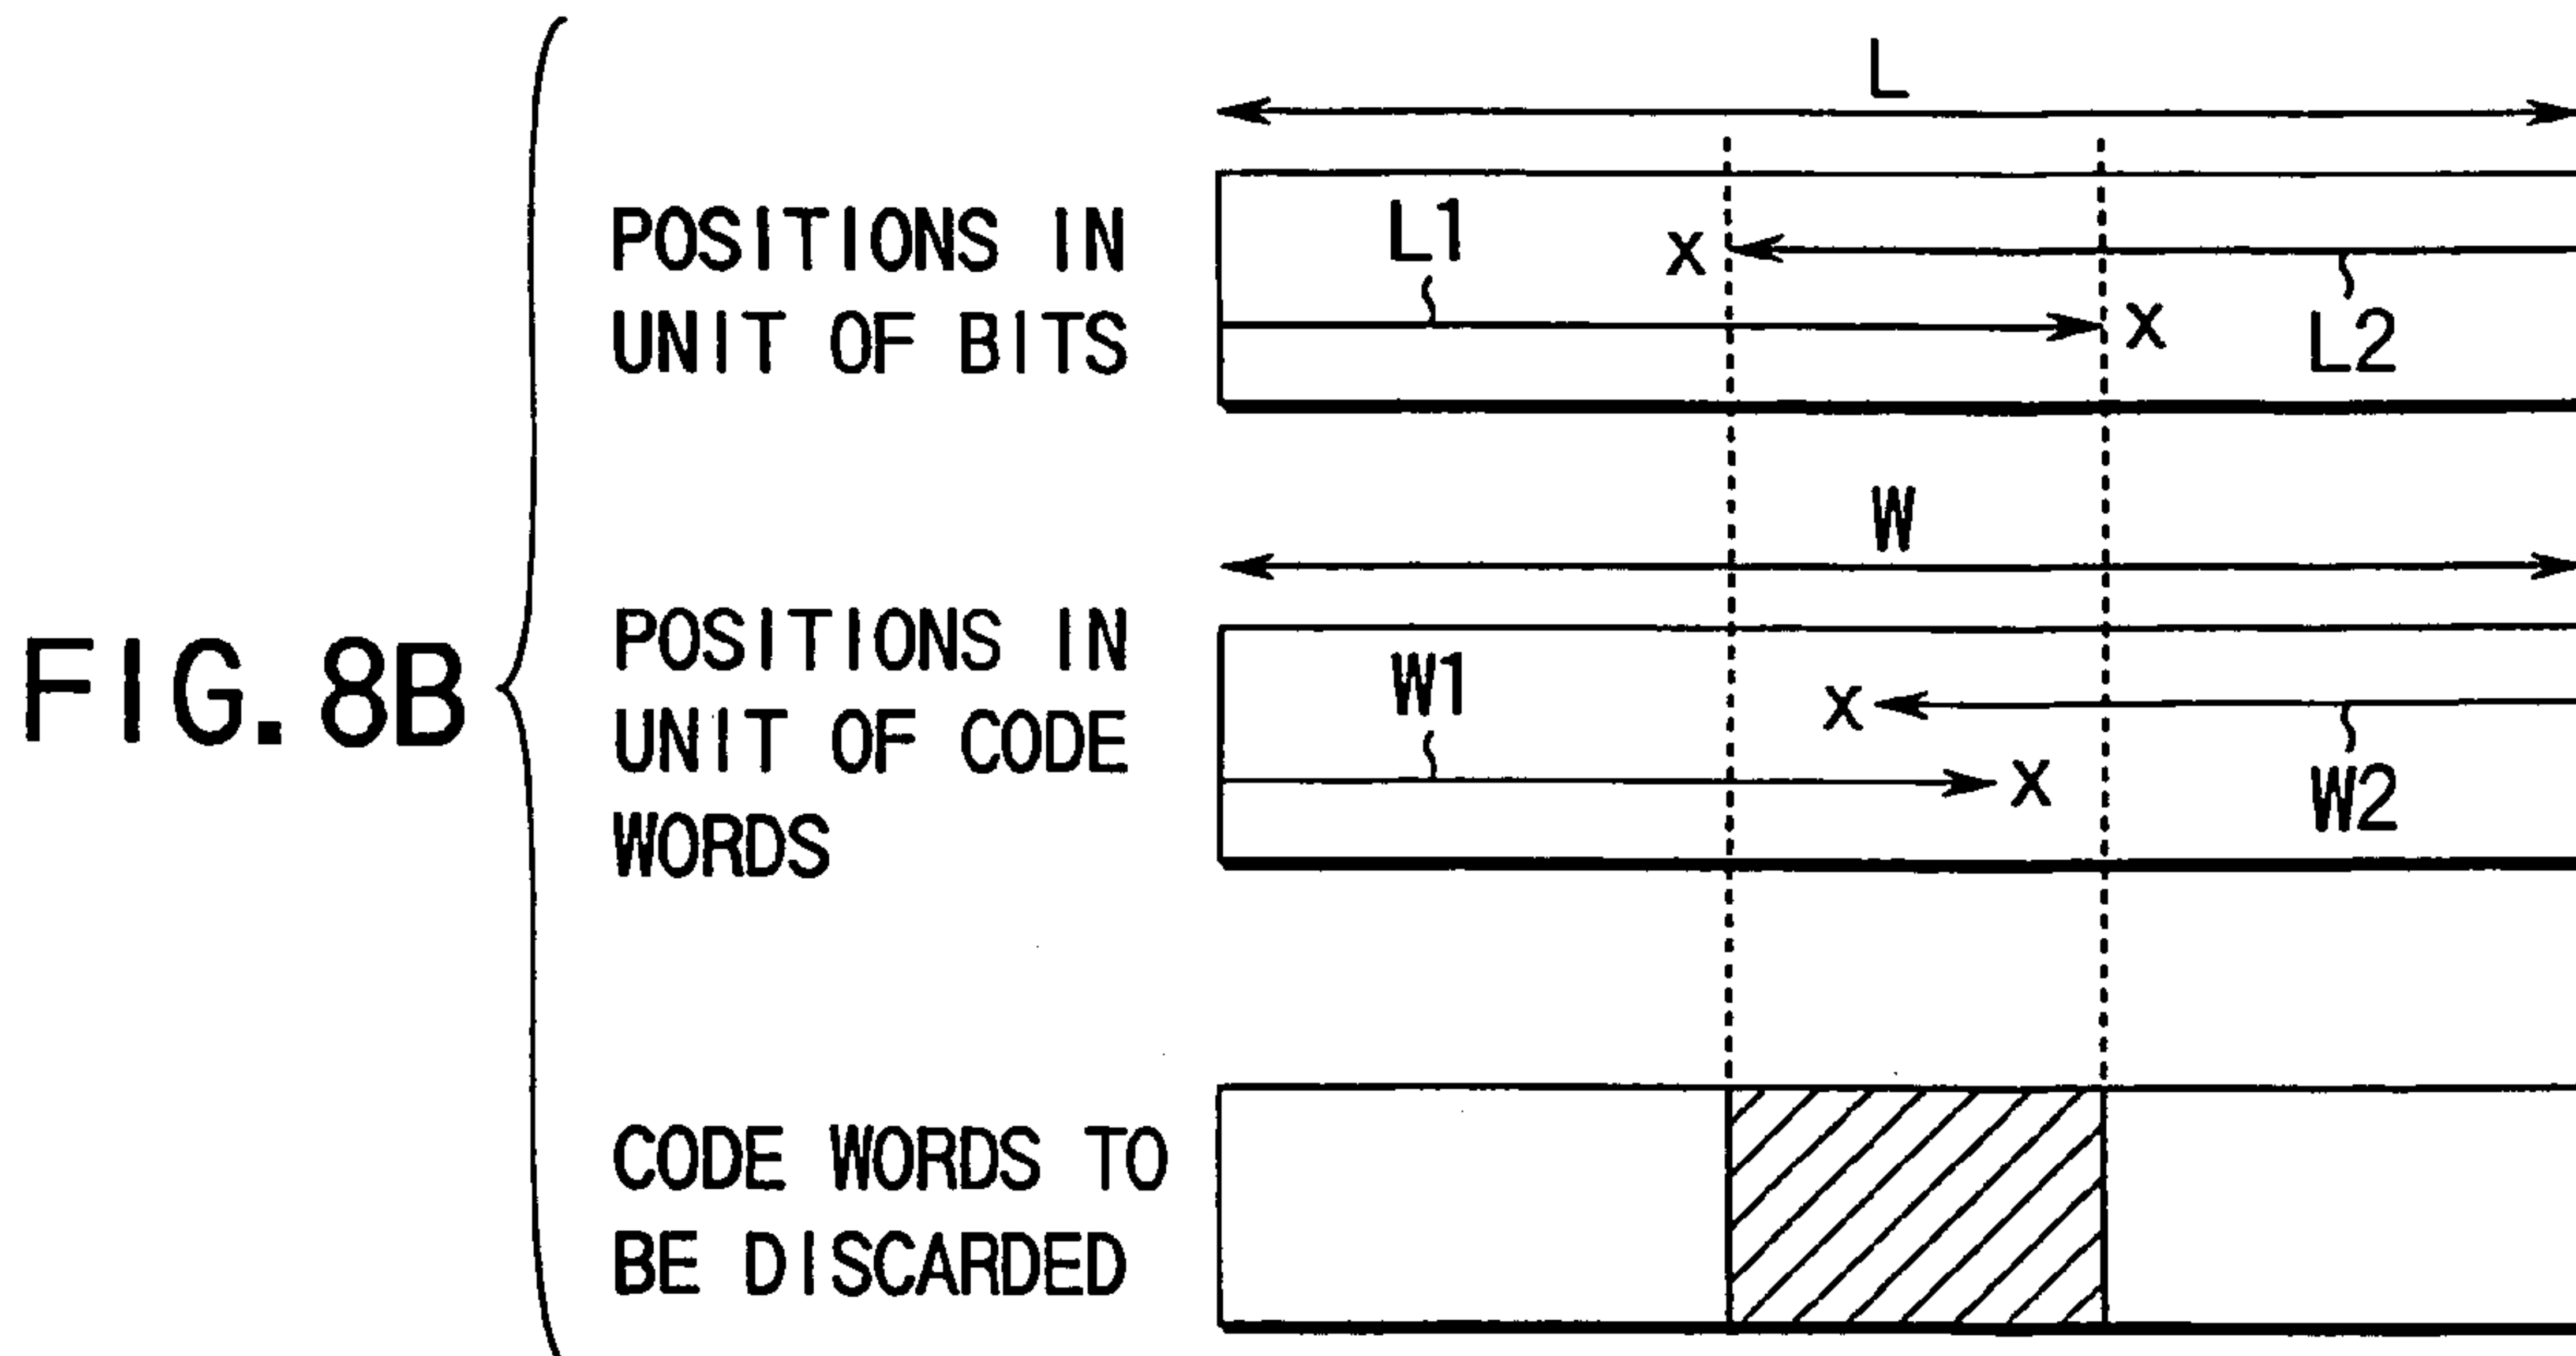 FIG. 8B
L
POSITIONS IN
UNIT OF BITS
L1
x
x
L2
W
POSITIONS IN
UNIT OF CODE
WORDS
W1
x
x
W2
CODE WORDS TO
BE DISCARDED